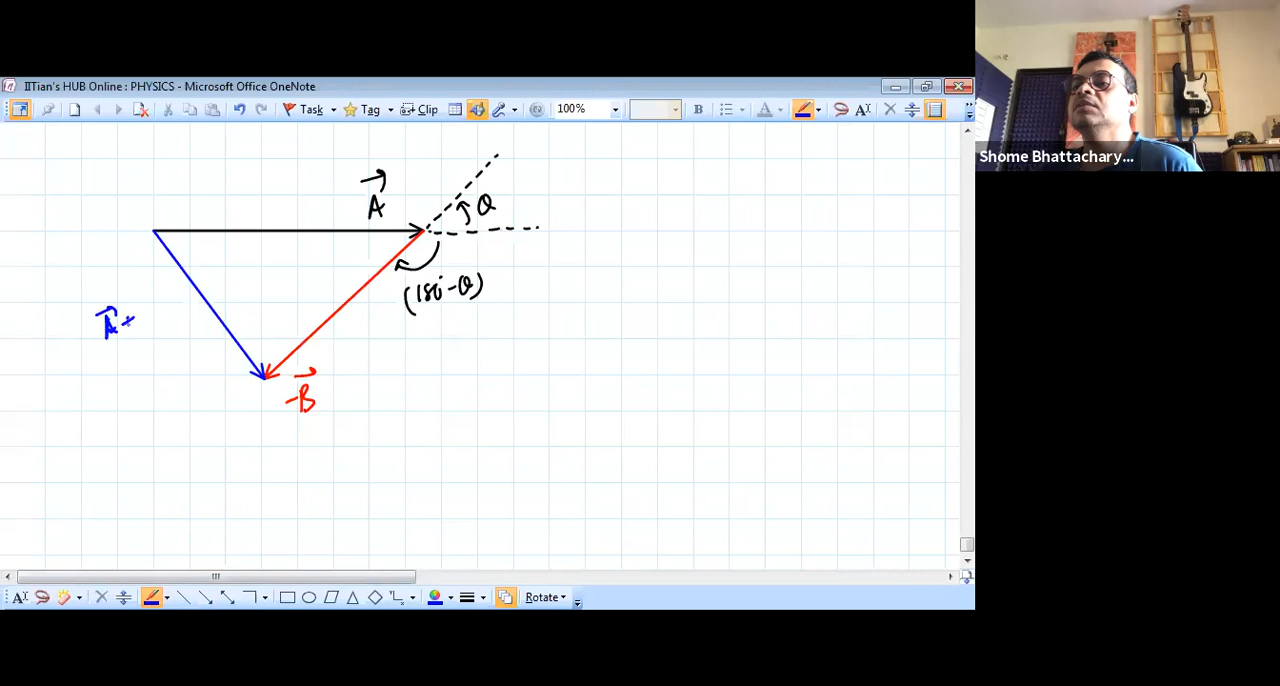 IITian's HUB Online : PHYSICS - Microsoft Office OneNote
Task Tag Clip 100% B A A
A⃗
θ
(180°-θ)
A⃗ +
-B⃗
A Rotate
Shome Bhattachary...